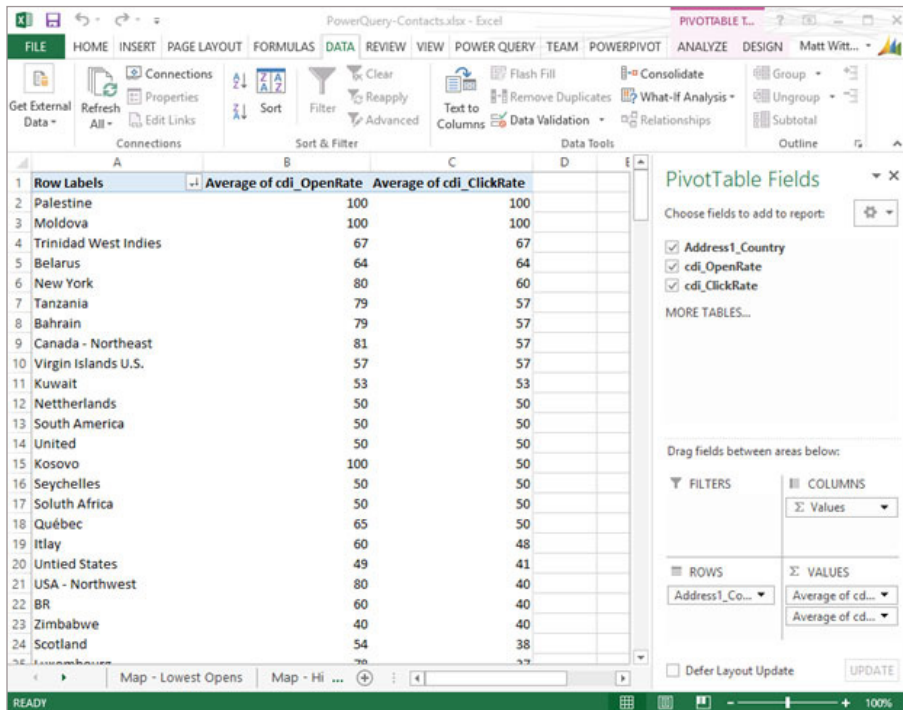 PowerQuery-Contacts.xlsx - Excel
PIVOTTABLE T...
FILE HOME INSERT PAGE LAYOUT FORMULAS DATA REVIEW VIEW POWER QUERY TEAM POWERPIVOT ANALYZE DESIGN Matt Witt...
Get External Data
Refresh All
Connections
Properties
Edit Links
Connections
Sort
Filter
Clear
Reapply
Advanced
Sort & Filter
Text to Columns
Flash Fill
Remove Duplicates
Data Validation
Consolidate
What-If Analysis
Relationships
Data Tools
Group
Ungroup
Subtotal
Outline
A B C D E
1 Row Labels Average of cdi_OpenRate Average of cdi_ClickRate
2 Palestine 100 100
3 Moldova 100 100
4 Trinidad West Indies 67 67
5 Belarus 64 64
6 New York 80 60
7 Tanzania 79 57
8 Bahrain 79 57
9 Canada - Northeast 81 57
10 Virgin Islands U.S. 57 57
11 Kuwait 53 53
12 Nettherlands 50 50
13 South America 50 50
14 United 50 50
15 Kosovo 100 50
16 Seychelles 50 50
17 Soluth Africa 50 50
18 Québec 65 50
19 Itlay 60 48
20 Untied States 49 41
21 USA - Northwest 80 40
22 BR 60 40
23 Zimbabwe 40 40
24 Scotland 54 38
PivotTable Fields
Choose fields to add to report:
Address1_Country
cdi_OpenRate
cdi_ClickRate
MORE TABLES...
Drag fields between areas below:
FILTERS
COLUMNS
Σ Values
ROWS
Address1_Co...
Σ VALUES
Average of cd...
Average of cd...
Defer Layout Update
UPDATE
Map - Lowest Opens
Map - Hi ...
READY
100%